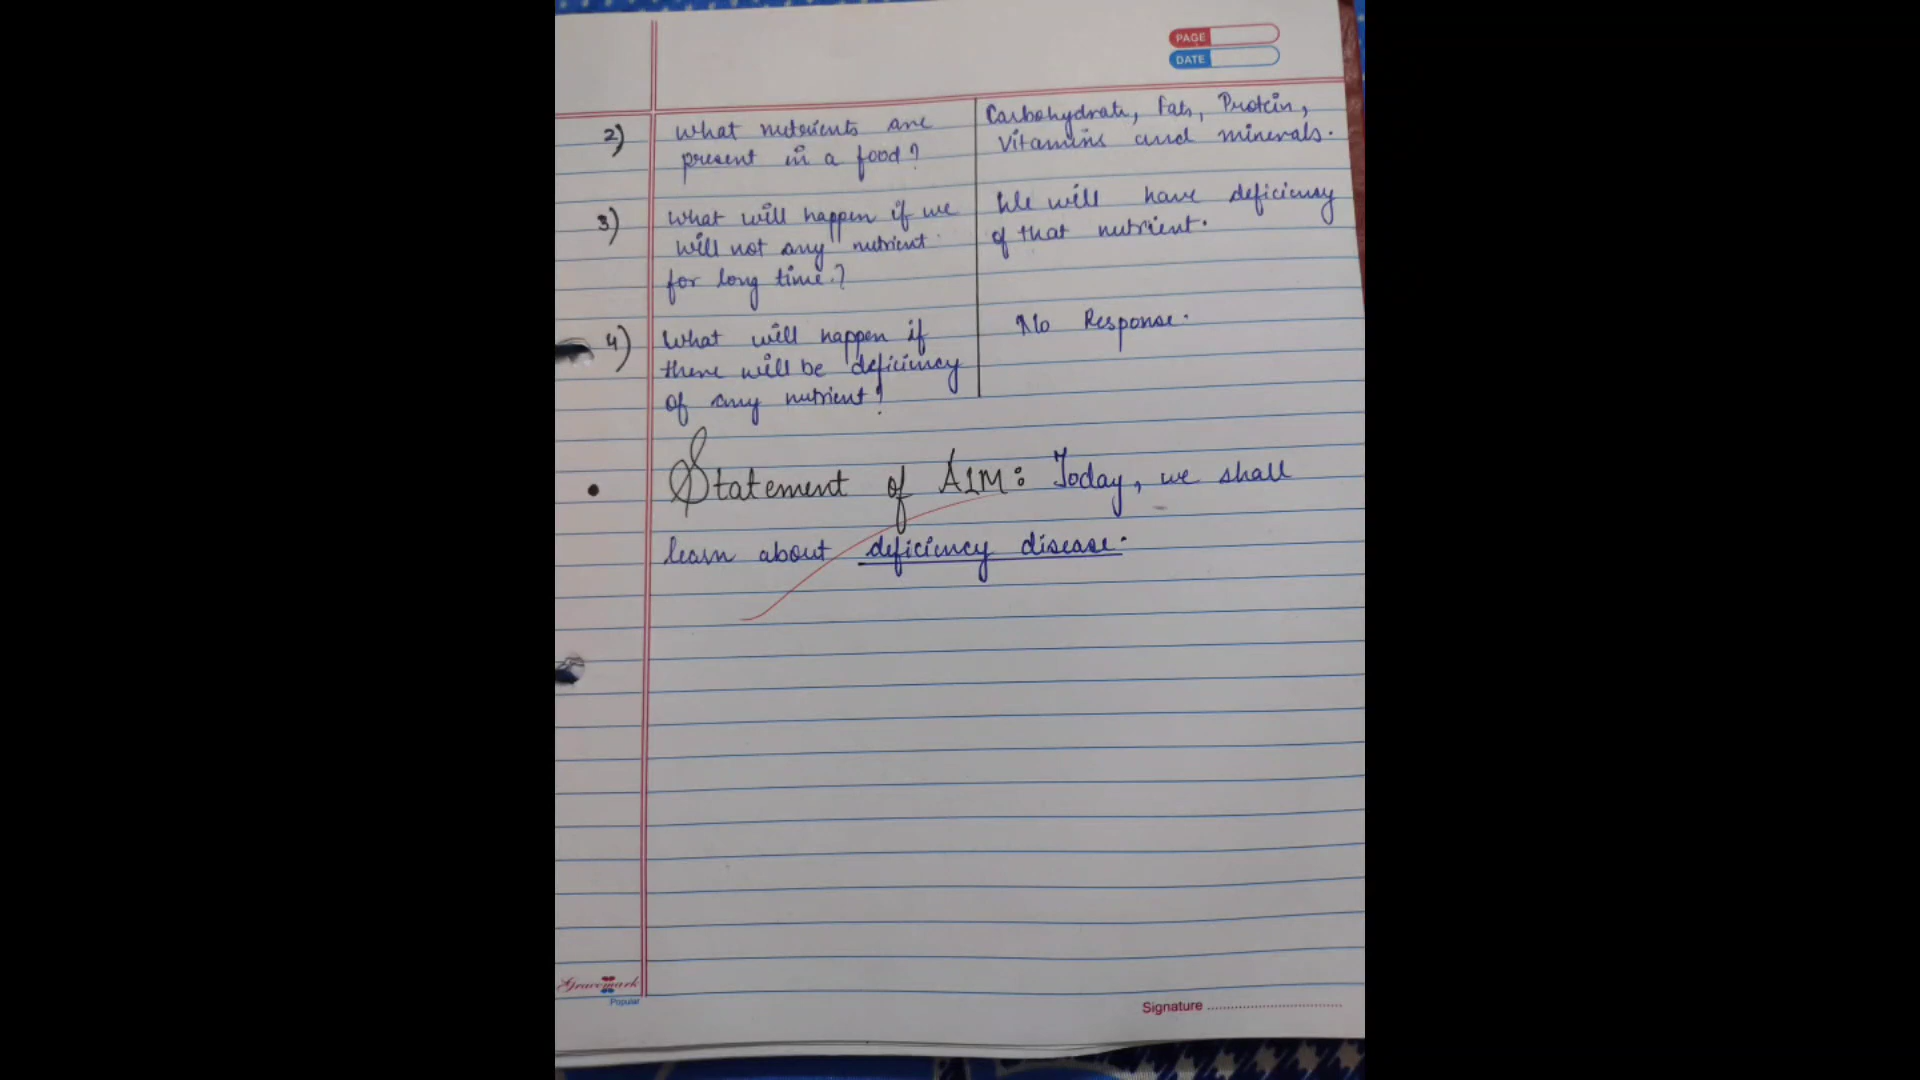 PAGE
DATE
2) What nutrients are
present in a food?
Carbohydrate, Fats, Protein,
Vitamins and minerals.
3) What will happen if we
will not any nutrient
for long time.?
We will have deficiency
of that nutrient.
4) What will happen if
there will be deficiency
of any nutrient?
No Response.
• Statement of AIM: Today, we shall
learn about deficiency disease.
Gracemark
Popular
Signature